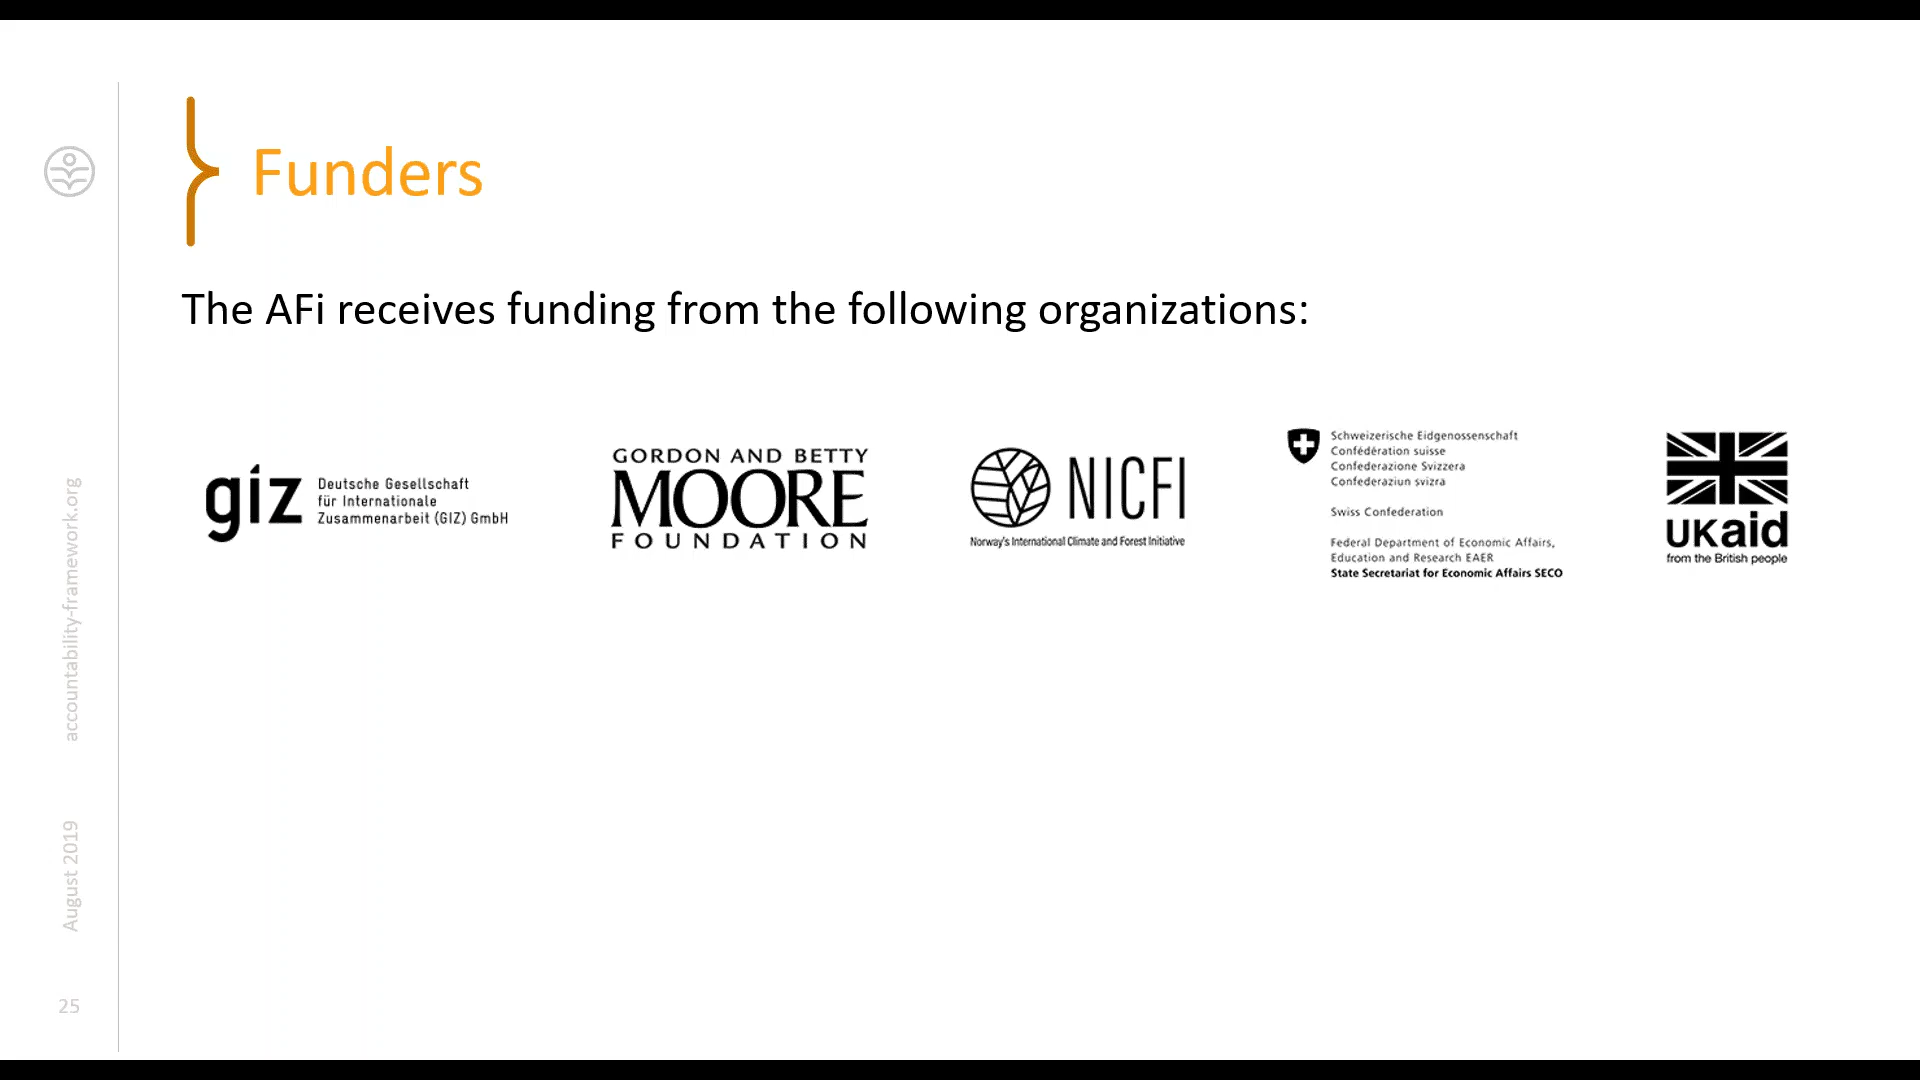 Funders
The AFi receives funding from the following organizations:
giz
Deutsche Gesellschaft
für Internationale
Zusammenarbeit (GIZ) GmbH
GORDON AND BETTY
MOORE
FOUNDATION
NICFI
Norway's International Climate and Forest Initiative
Schweizerische Eidgenossenschaft
Confédération suisse
Confederazione Svizzera
Confederaziun svizra
Swiss Confederation
Federal Department of Economic Affairs,
Education and Research EAER
State Secretariat for Economic Affairs SECO
UKaid
from the British people
accountability-framework.org
August 2019
25